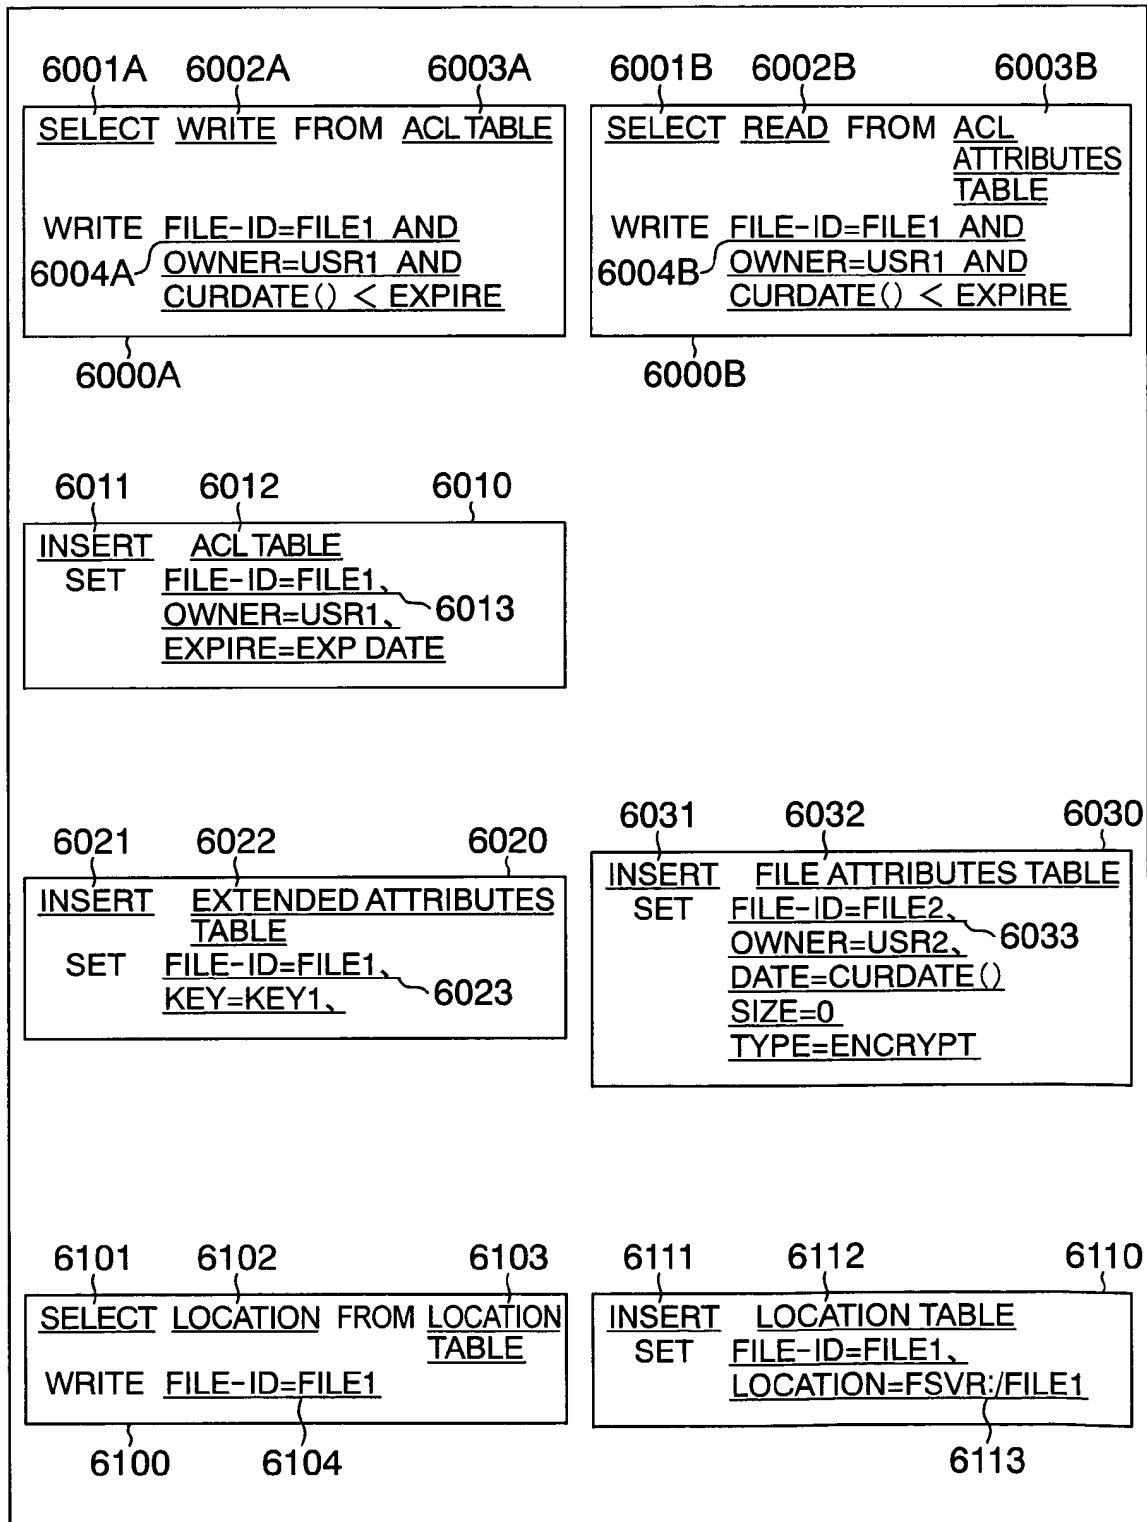 6001A 6002A 6003A
SELECT WRITE FROM ACL TABLE
WRITE FILE-ID=FILE1 AND
6004A OWNER=USR1 AND
CURDATE() < EXPIRE
6000A
6001B 6002B 6003B
SELECT READ FROM ACL
ATTRIBUTES
TABLE
WRITE FILE-ID=FILE1 AND
6004B OWNER=USR1 AND
CURDATE() < EXPIRE
6000B
6011 6012 6010
INSERT ACL TABLE
SET FILE-ID=FILE1、
6013
OWNER=USR1、
EXPIRE=EXP DATE
6021 6022 6020
INSERT EXTENDED ATTRIBUTES
TABLE
SET FILE-ID=FILE1、
6023
KEY=KEY1、
6031 6032 6030
INSERT FILE ATTRIBUTES TABLE
SET FILE-ID=FILE2、
6033
OWNER=USR2、
DATE=CURDATE()
SIZE=0
TYPE=ENCRYPT
6101 6102 6103
SELECT LOCATION FROM LOCATION
TABLE
WRITE FILE-ID=FILE1
6100 6104
6111 6112 6110
INSERT LOCATION TABLE
SET FILE-ID=FILE1、
LOCATION=FSVR:/FILE1
6113